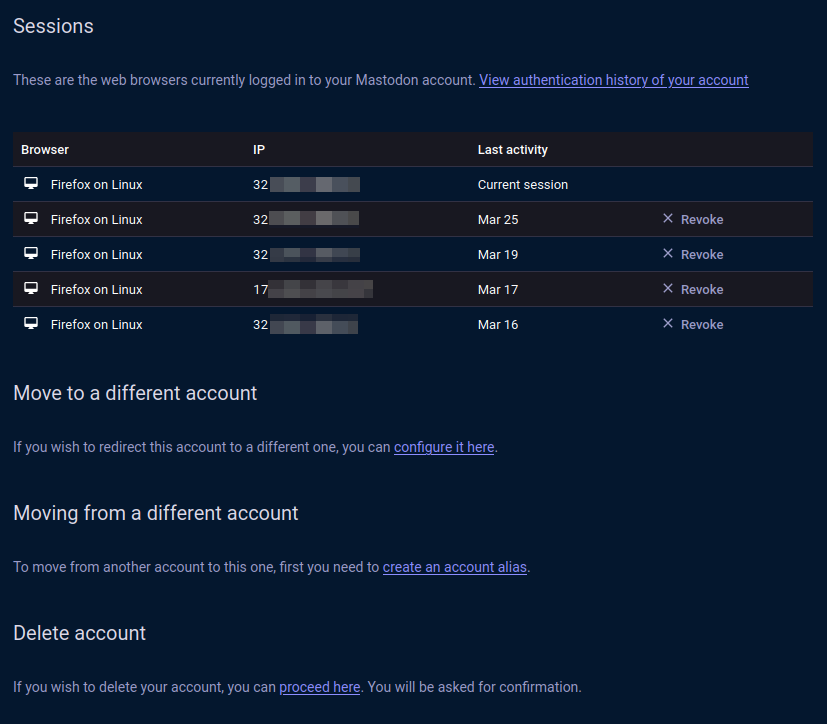 Sessions
These are the web browsers currently logged in to your Mastodon account. View authentication history of your account
Browser IP Last activity
Firefox on Linux 32 Current session
Firefox on Linux 32 Mar 25 Revoke
Firefox on Linux 32 Mar 19 Revoke
Firefox on Linux 17 Mar 17 Revoke
Firefox on Linux 32 Mar 16 Revoke
Move to a different account
If you wish to redirect this account to a different one, you can configure it here.
Moving from a different account
To move from another account to this one, first you need to create an account alias.
Delete account
If you wish to delete your account, you can proceed here. You will be asked for confirmation.